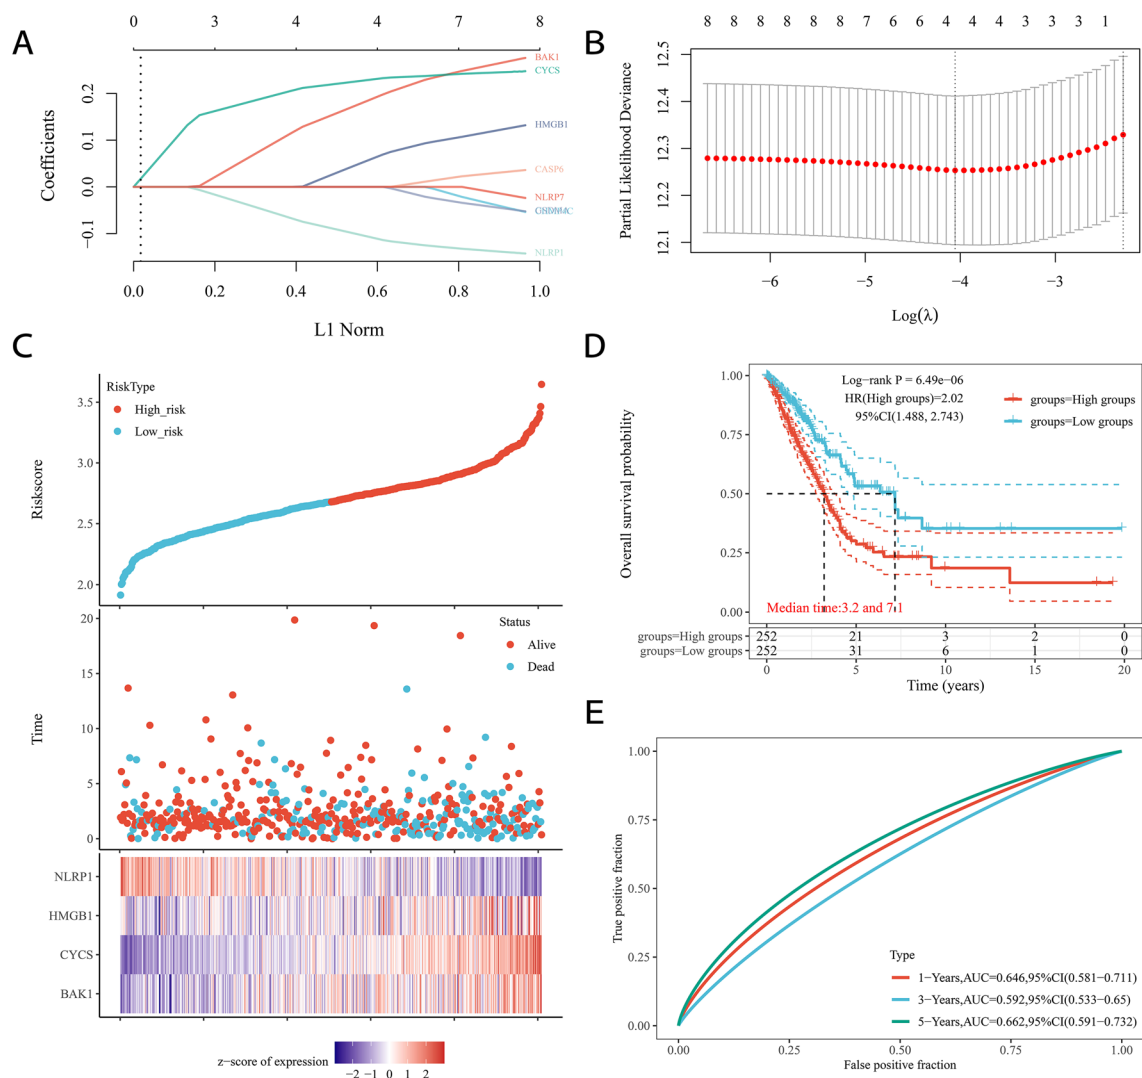 A
0 3 4 4 7 8
Coefficients
0.2
0.1
0.0
−0.1
BAK1
CYCS
HMGB1
CASP6
NLRP7
NLRP1
0.0 0.2 0.4 0.6 0.8 1.0
L1 Norm
B
8 8 8 8 8 7 6 6 4 4 3 3 3 1
Partial Likelihood Deviance
12.5
12.4
12.3
12.2
12.1
−6 −5 −4 −3
Log(λ)
C
RiskType
High_risk
Low_risk
Riskscore
3.5
3.0
2.5
2.0
Status
Alive
Dead
Time
20
15
10
5
0
NLRP1
HMGB1
CYCS
BAK1
z−score of expression
−2 −1 0 1 2
D
Overall survival probability
1.00
0.75
0.50
0.25
0.00
Log−rank P = 6.49e−06
HR(High groups)=2.02
95%CI(1.488, 2.743)
groups=High groups
groups=Low groups
Median time:3.2 and 7.1
groups=High groups 252 21 3 2 0
groups=Low groups 252 31 6 1 0
0 5 10 15 20
Time (years)
E
True positive fraction
1.00
0.75
0.50
0.25
0.00
Type
1−Years,AUC=0.646,95%CI(0.581−0.711)
3−Years,AUC=0.592,95%CI(0.533−0.65)
5−Years,AUC=0.662,95%CI(0.591−0.732)
0.00 0.25 0.50 0.75 1.00
False positive fraction